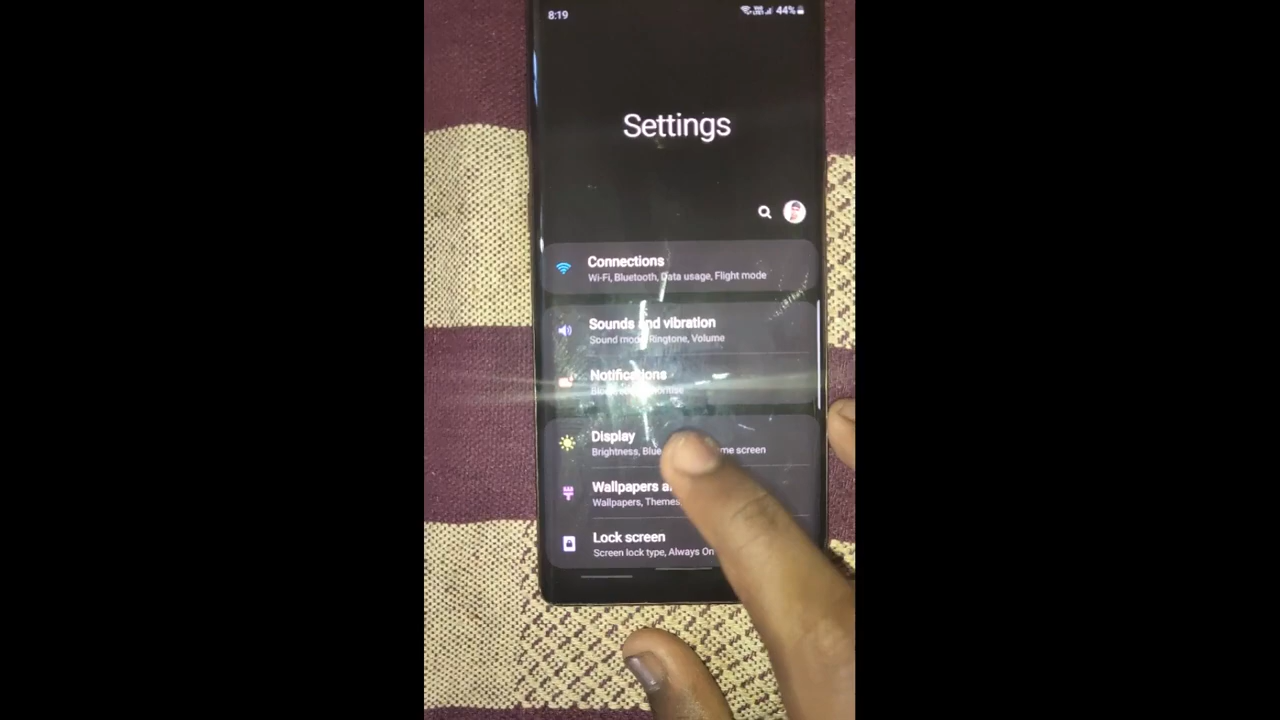 8:19
44%
Settings
Connections
Wi-Fi, Bluetooth, Data usage, Flight mode
Sounds and vibration
Sound mode, Ringtone, Volume
Notifications
Display
Brightness, Blue me screen
Wallpapers a
Wallpapers, Themes,
Lock screen
Screen lock type, Always On